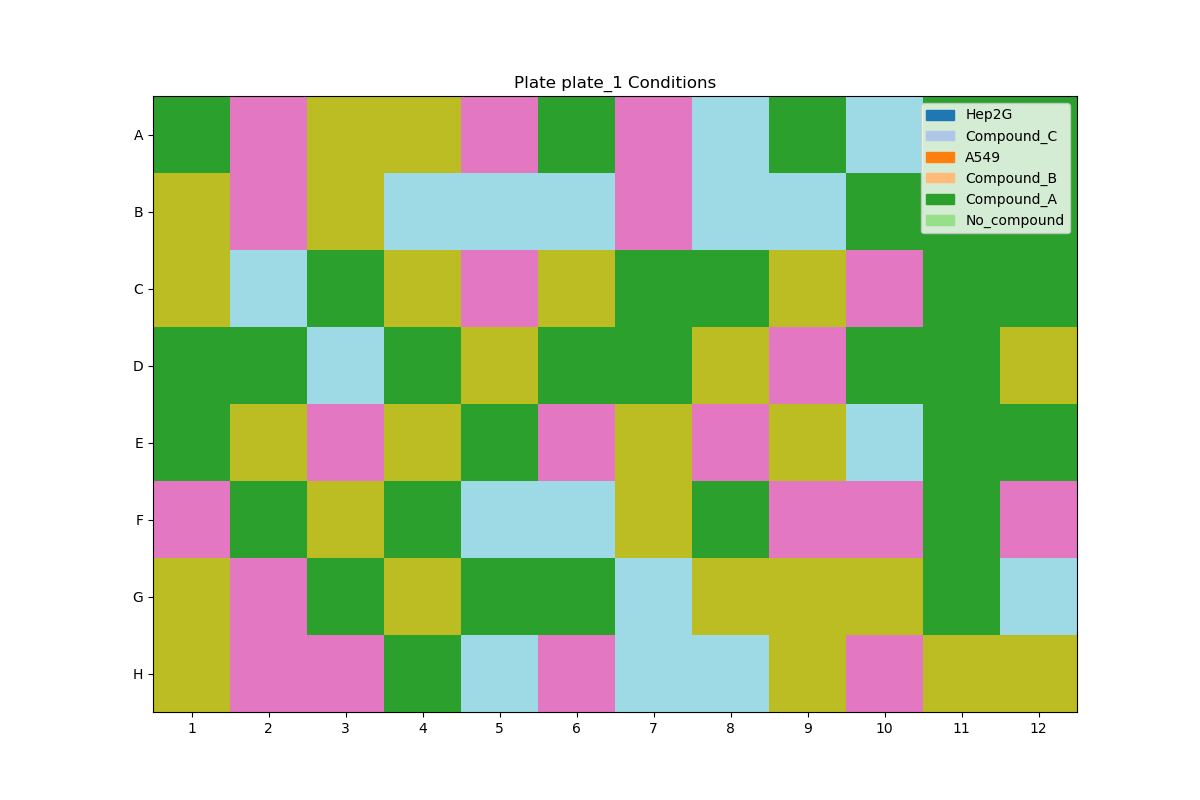 Plate plate_1 Conditions
Hep2G
Compound_C
A549
Compound_B
Compound_A
No_compound
A
B
C
D
E
F
G
H
1 2 3 4 5 6 7 8 9 10 11 12